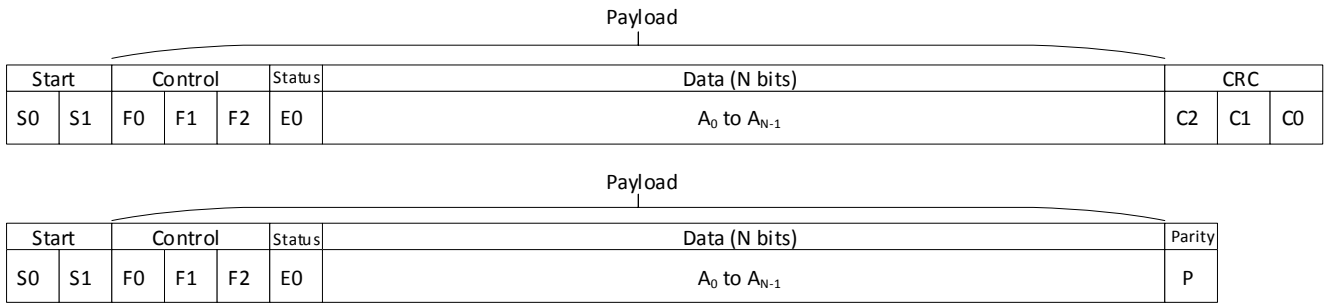 Payload
Start Control Status Data (N bits) CRC
S0 S1 F0 F1 F2 E0 A₀ to Aₙ₋₁ C2 C1 C0
Payload
Start Control Status Data (N bits) Parity
S0 S1 F0 F1 F2 E0 A₀ to Aₙ₋₁ P